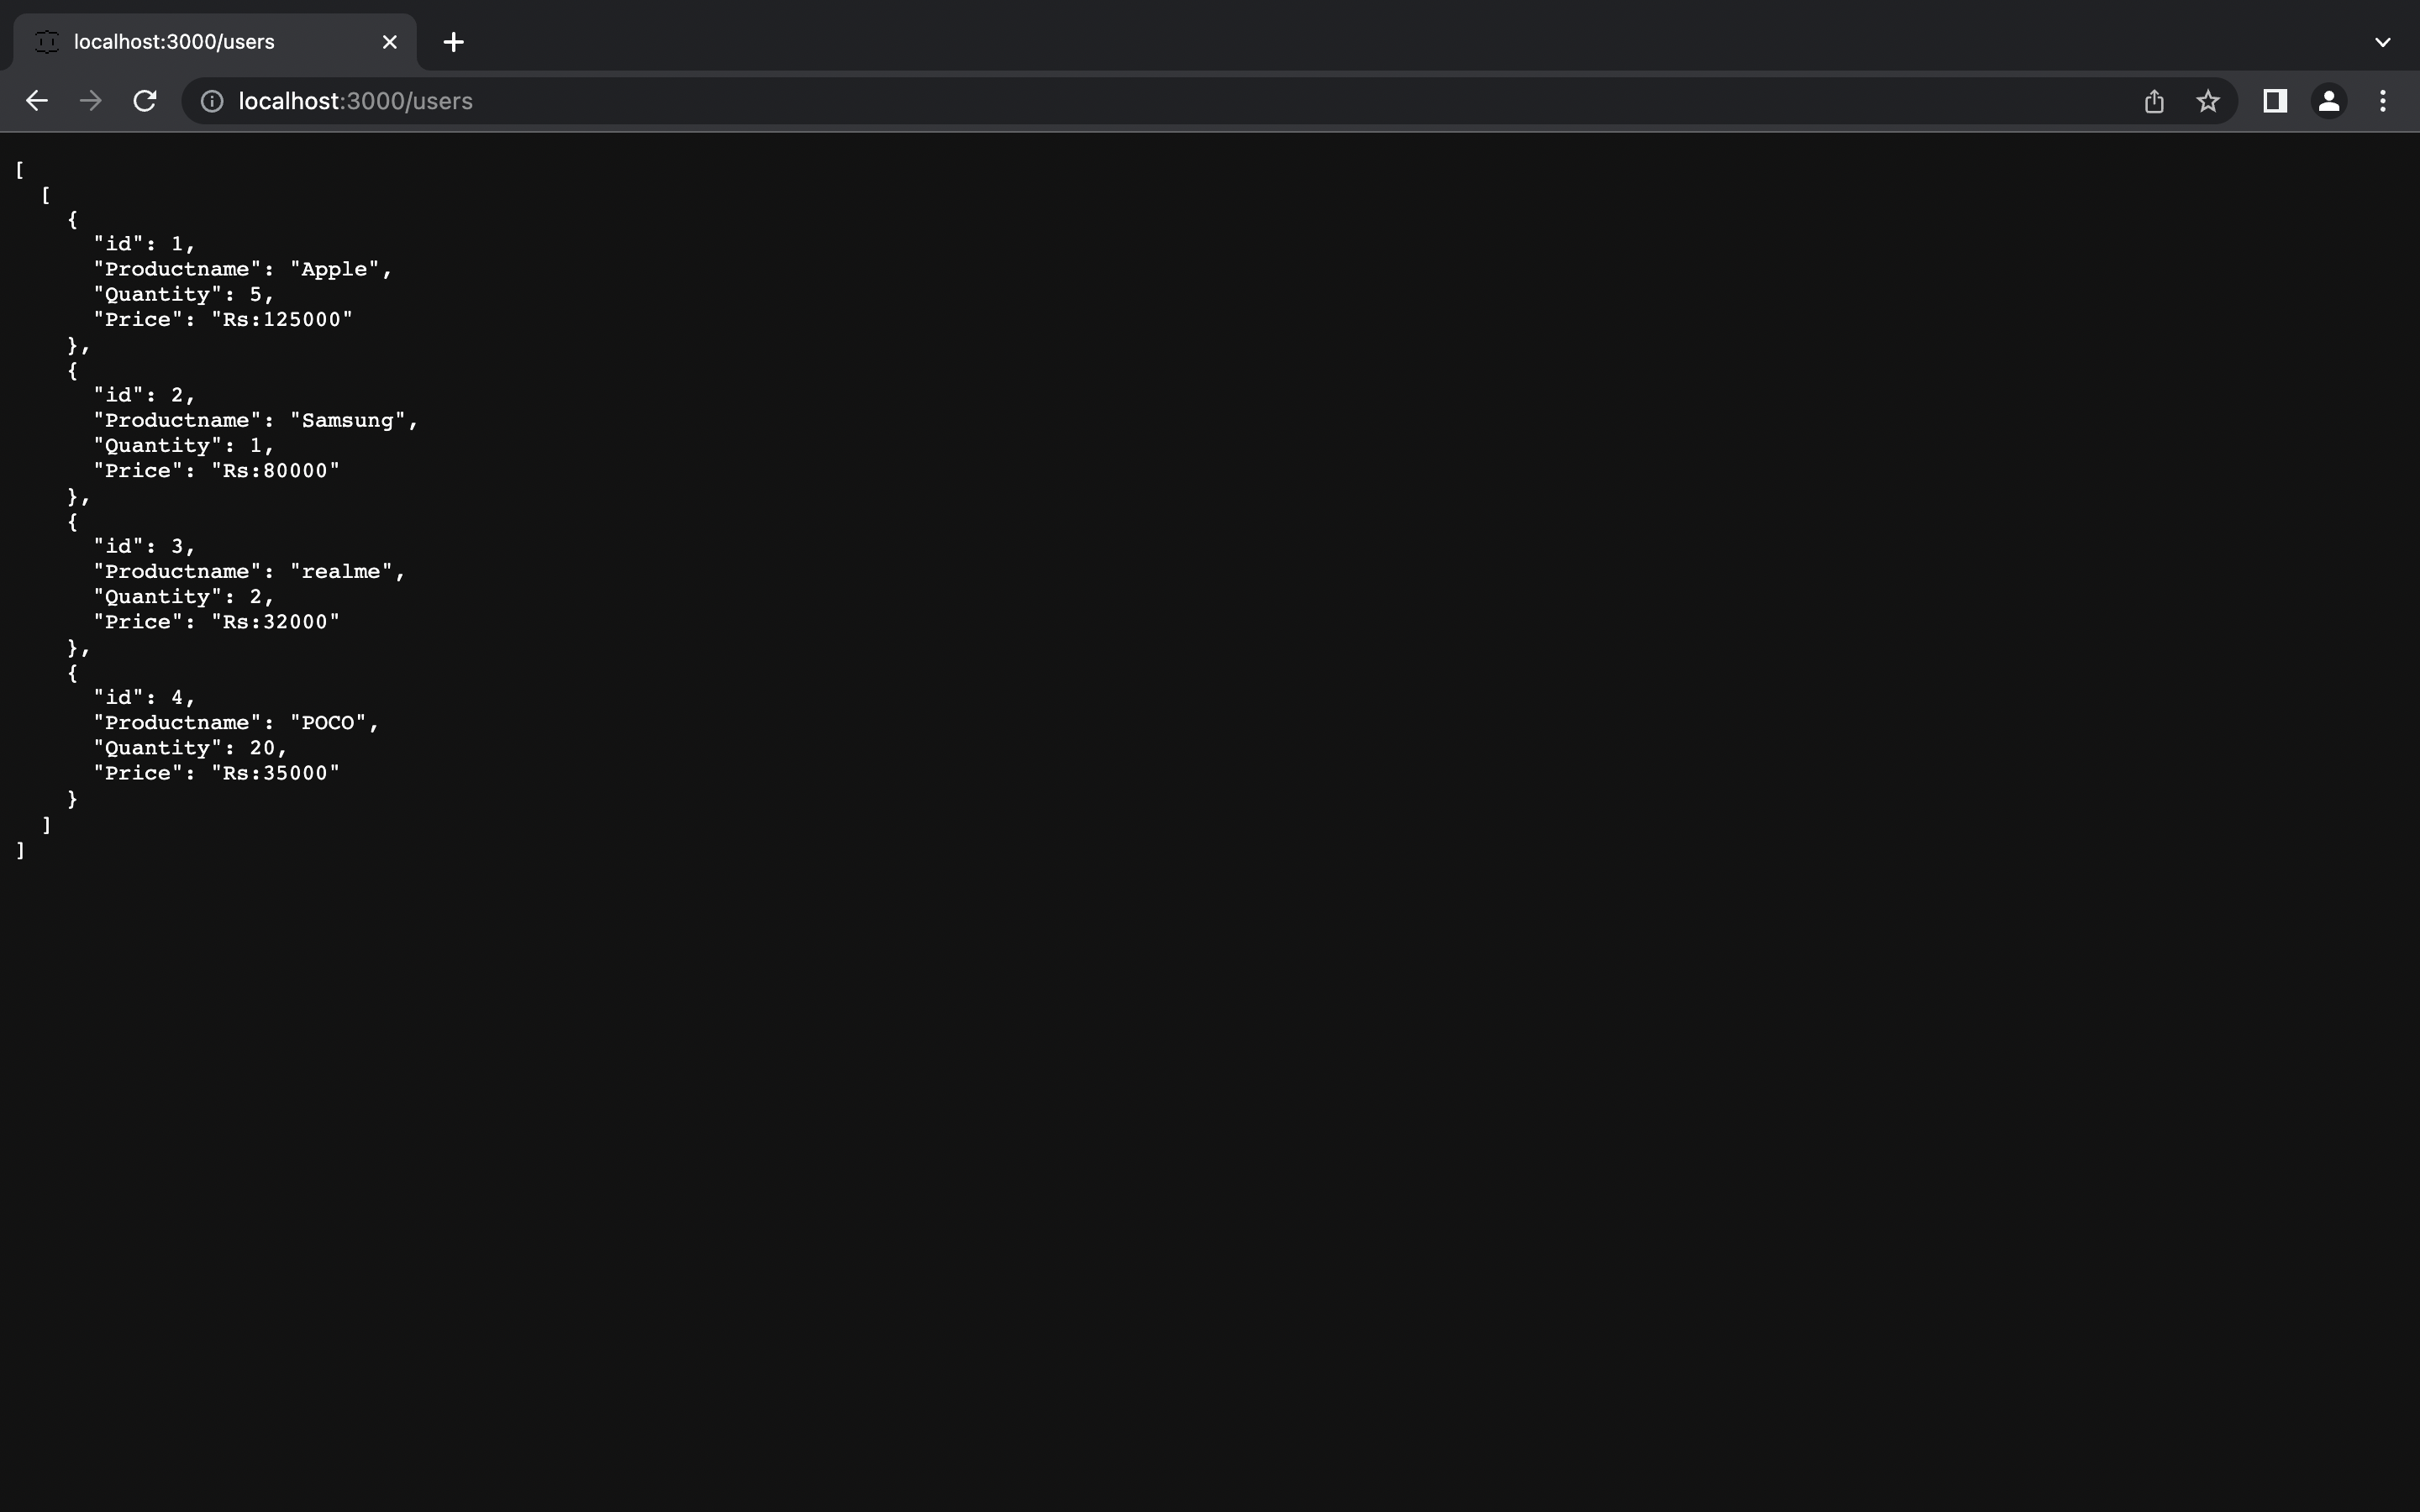 localhost:3000/users
localhost:3000/users
[
  [
    {
      "id": 1,
      "Productname": "Apple",
      "Quantity": 5,
      "Price": "Rs:125000"
    },
    {
      "id": 2,
      "Productname": "Samsung",
      "Quantity": 1,
      "Price": "Rs:80000"
    },
    {
      "id": 3,
      "Productname": "realme",
      "Quantity": 2,
      "Price": "Rs:32000"
    },
    {
      "id": 4,
      "Productname": "POCO",
      "Quantity": 20,
      "Price": "Rs:35000"
    }
  ]
]